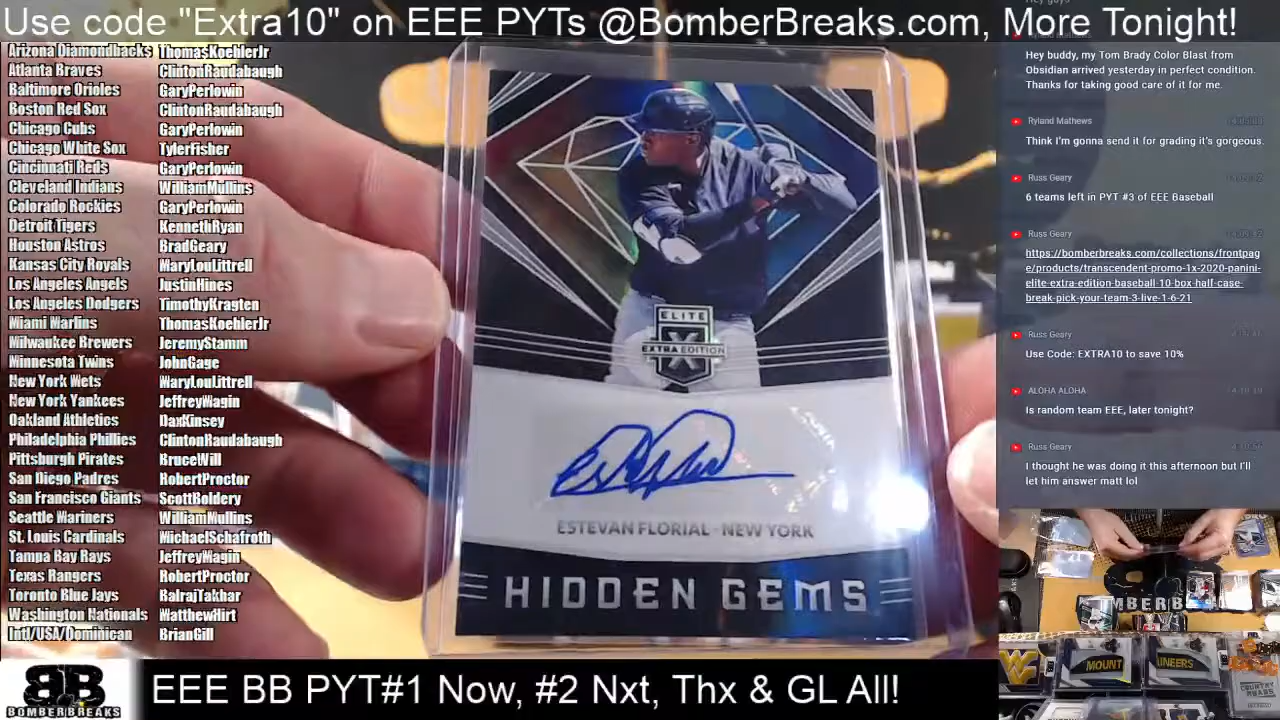 Use code "Extra10" on EEE PYTs @BomberBreaks.com, More Tonight!
Arizona Diamondbacks ThomasKoehlerJr
Atlanta Braves ClintonRaudabaugh
Baltimore Orioles GaryPerlowin
Boston Red Sox ClintonRaudabaugh
Chicago Cubs GaryPerlowin
Chicago White Sox TylerFisher
Cincinnati Reds GaryPerlowin
Cleveland Indians WilliamMullins
Colorado Rockies GaryPerlowin
Detroit Tigers KennethRyan
Houston Astros BradGeary
Kansas City Royals MaryLouLittrell
Los Angeles Angels JustinHines
Los Angeles Dodgers TimothyKragten
Miami Marlins ThomasKoehlerJr
Milwaukee Brewers JeremyStamm
Minnesota Twins JohnGage
New York Mets MaryLouLittrell
New York Yankees JeffreyWagin
Oakland Athletics DaxKinsey
Philadelphia Phillies ClintonRaudabaugh
Pittsburgh Pirates BruceWill
San Diego Padres RobertProctor
San Francisco Giants ScottBoldery
Seattle Mariners WilliamMullins
St. Louis Cardinals MichaelSchafroth
Tampa Bay Rays JeffreyWagin
Texas Rangers RobertProctor
Toronto Blue Jays BalrajTakhar
Washington Nationals MatthewHirt
Intl/USA/Dominican BrianGill
ELITE
X
EXTRA EDITION
ESTEVAN FLORIAL - NEW YORK
HIDDEN GEMS
Hey buddy, my Tom Brady Color Blast from
Obsidian arrived yesterday in perfect condition.
Thanks for taking good care of it for me.
Ryland Mathews
Think I'm gonna send it for grading it's gorgeous.
Russ Geary
6 teams left in PYT #3 of EEE Baseball
Russ Geary
https://bomberbreaks.com/collections/frontpag
e/products/transcendent-promo-1x-2020-panini-
elite-extra-edition-baseball-10-box-half-case-
break-pick-your-team-3-live-1-6-21
Russ Geary
Use Code: EXTRA10 to save 10%
ALOHA ALOHA
Is random team EEE, later tonight?
Russ Geary
I thought he was doing it this afternoon but I'll
let him answer matt lol
MOUNT
INEERS
BB
BOMBERBREAKS
EEE BB PYT#1 Now, #2 Nxt, Thx & GL All!